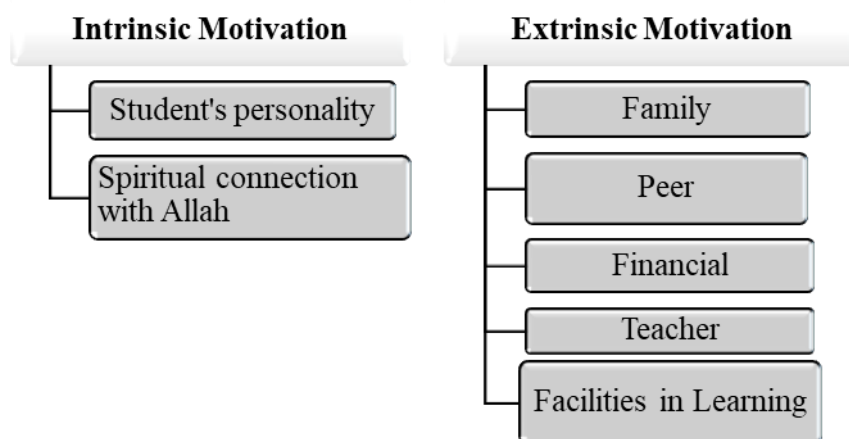 Intrinsic Motivation
Student's personality
Spiritual connection
with Allah
Extrinsic Motivation
Family
Peer
Financial
Teacher
Facilities in Learning